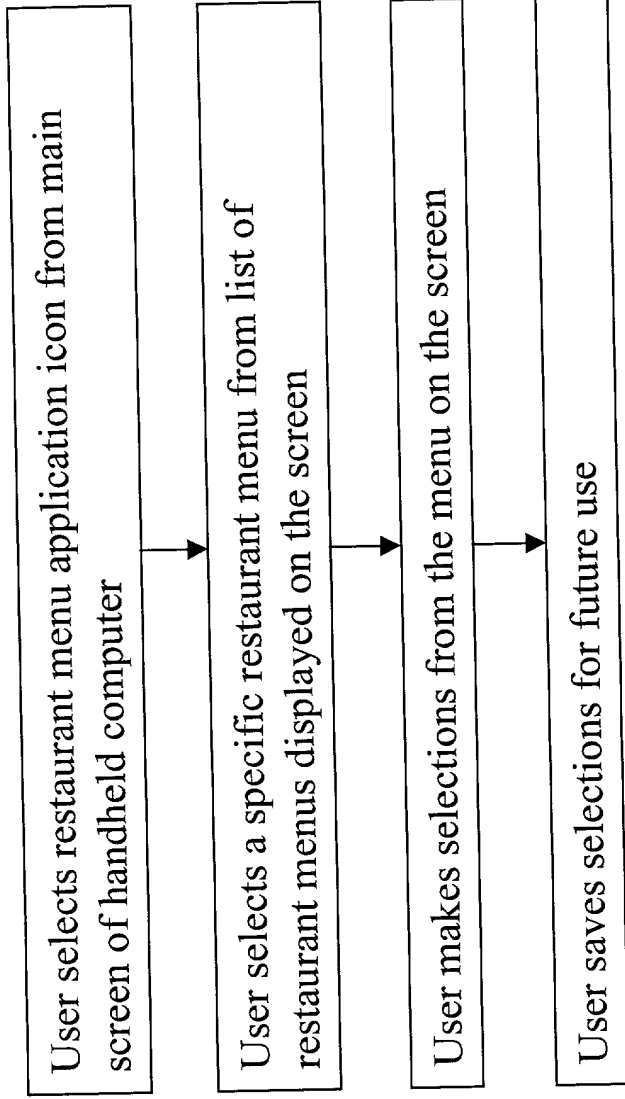 User selects restaurant menu application icon from main
screen of handheld computer
User selects a specific restaurant menu from list of
restaurant menus displayed on the screen
User makes selections from the menu on the screen
User saves selections for future use